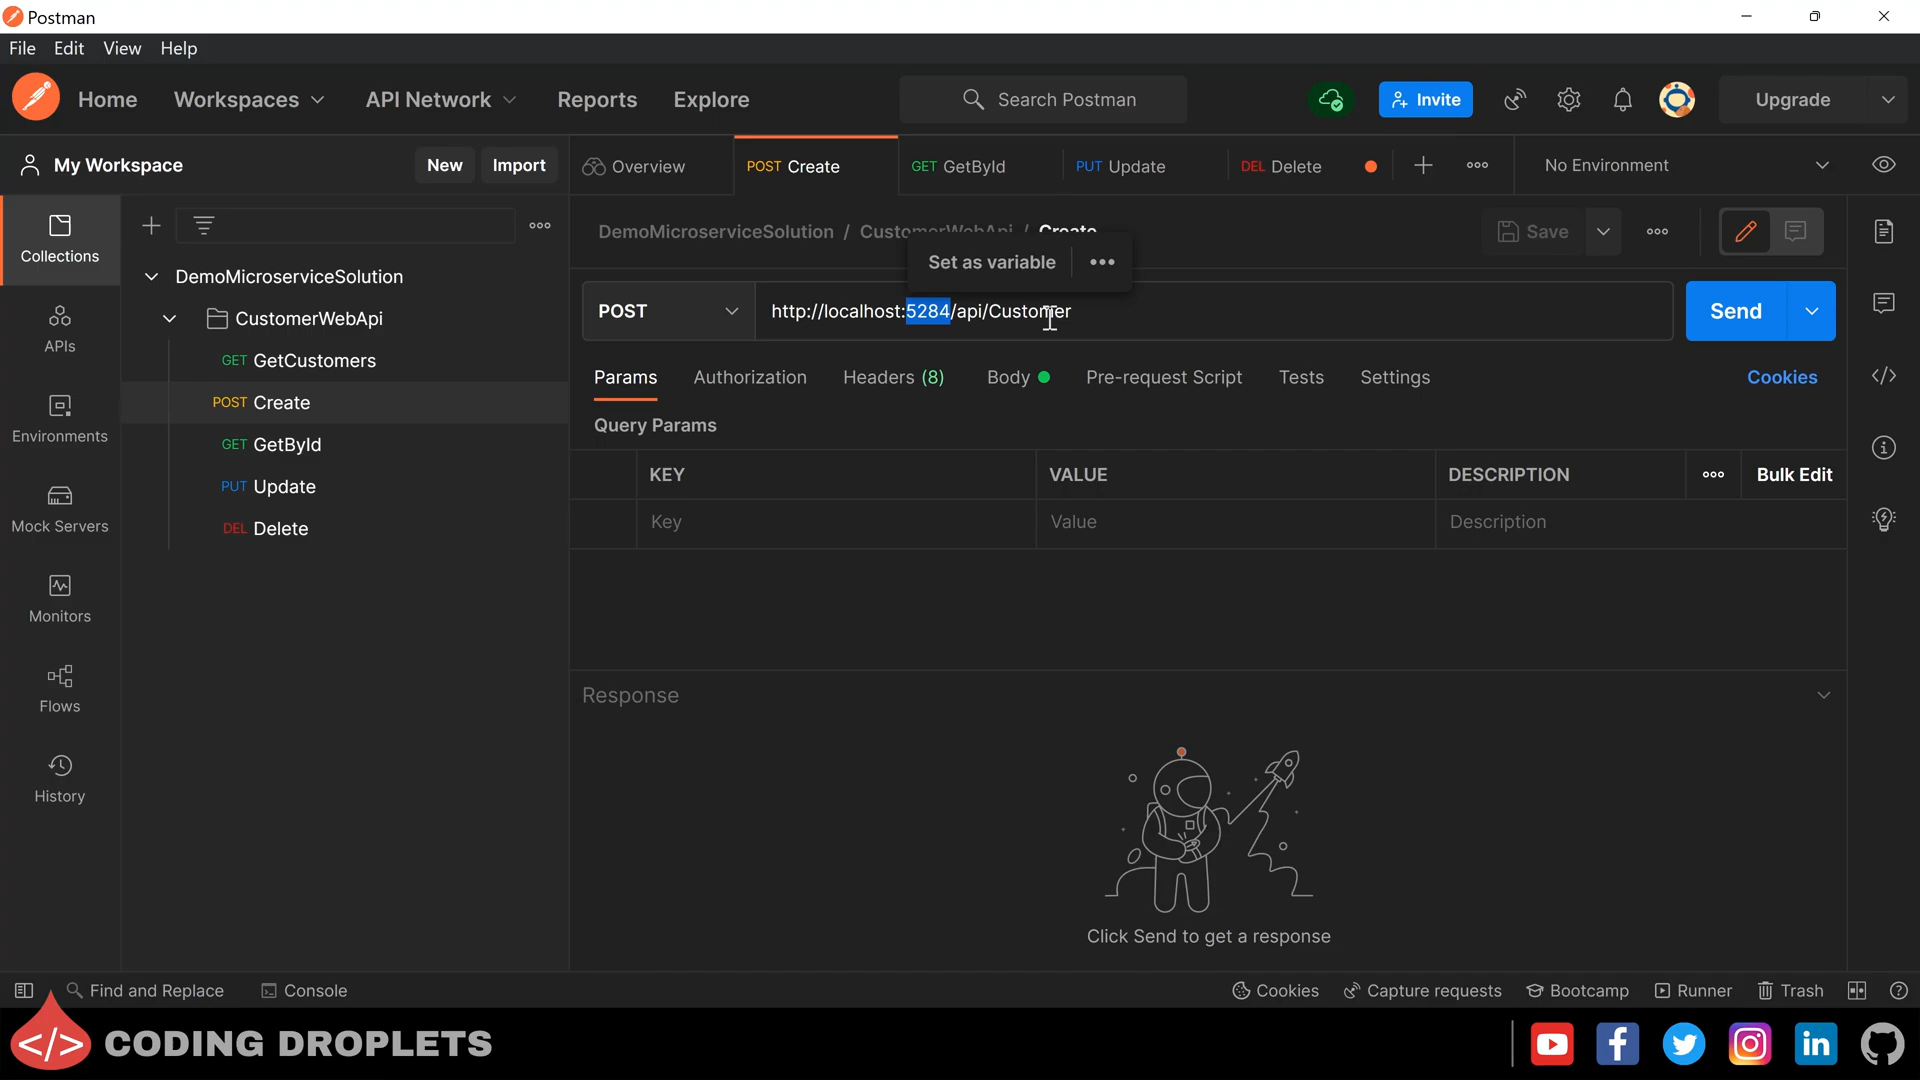 Postman
File Edit View Help
Home Workspaces API Network Reports Explore Search Postman Invite Upgrade
My Workspace New Import Overview POST Create GET GetById PUT Update DEL Delete No Environment
DemoMicroserviceSolution / CustomerWebApi / Create Save
Collections
DemoMicroserviceSolution
Set as variable
CustomerWebApi
POST http://localhost:5284/api/Customer Send
APIs
GET GetCustomers
Params Authorization Headers (8) Body Pre-request Script Tests Settings Cookies
POST Create
Query Params
Environments
GET GetById
KEY VALUE DESCRIPTION Bulk Edit
PUT Update
Key Value Description
Mock Servers
DEL Delete
Monitors
Flows
Response
History
Click Send to get a response
Find and Replace Console Cookies Capture requests Bootcamp Runner Trash
</> CODING DROPLETS